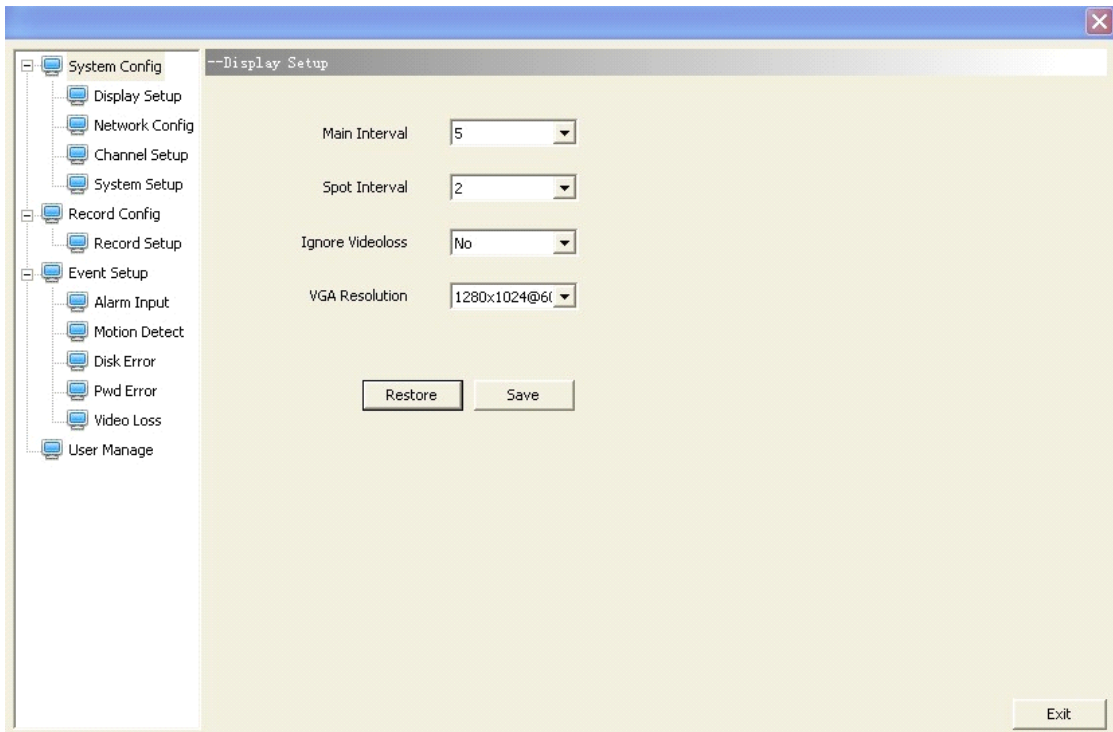 System Config
Display Setup
Network Config
Channel Setup
System Setup
Record Config
Record Setup
Event Setup
Alarm Input
Motion Detect
Disk Error
Pwd Error
Video Loss
User Manage
--Display Setup
Main Interval 5
Spot Interval 2
Ignore Videoloss No
VGA Resolution 1280x1024@6
Restore Save
Exit